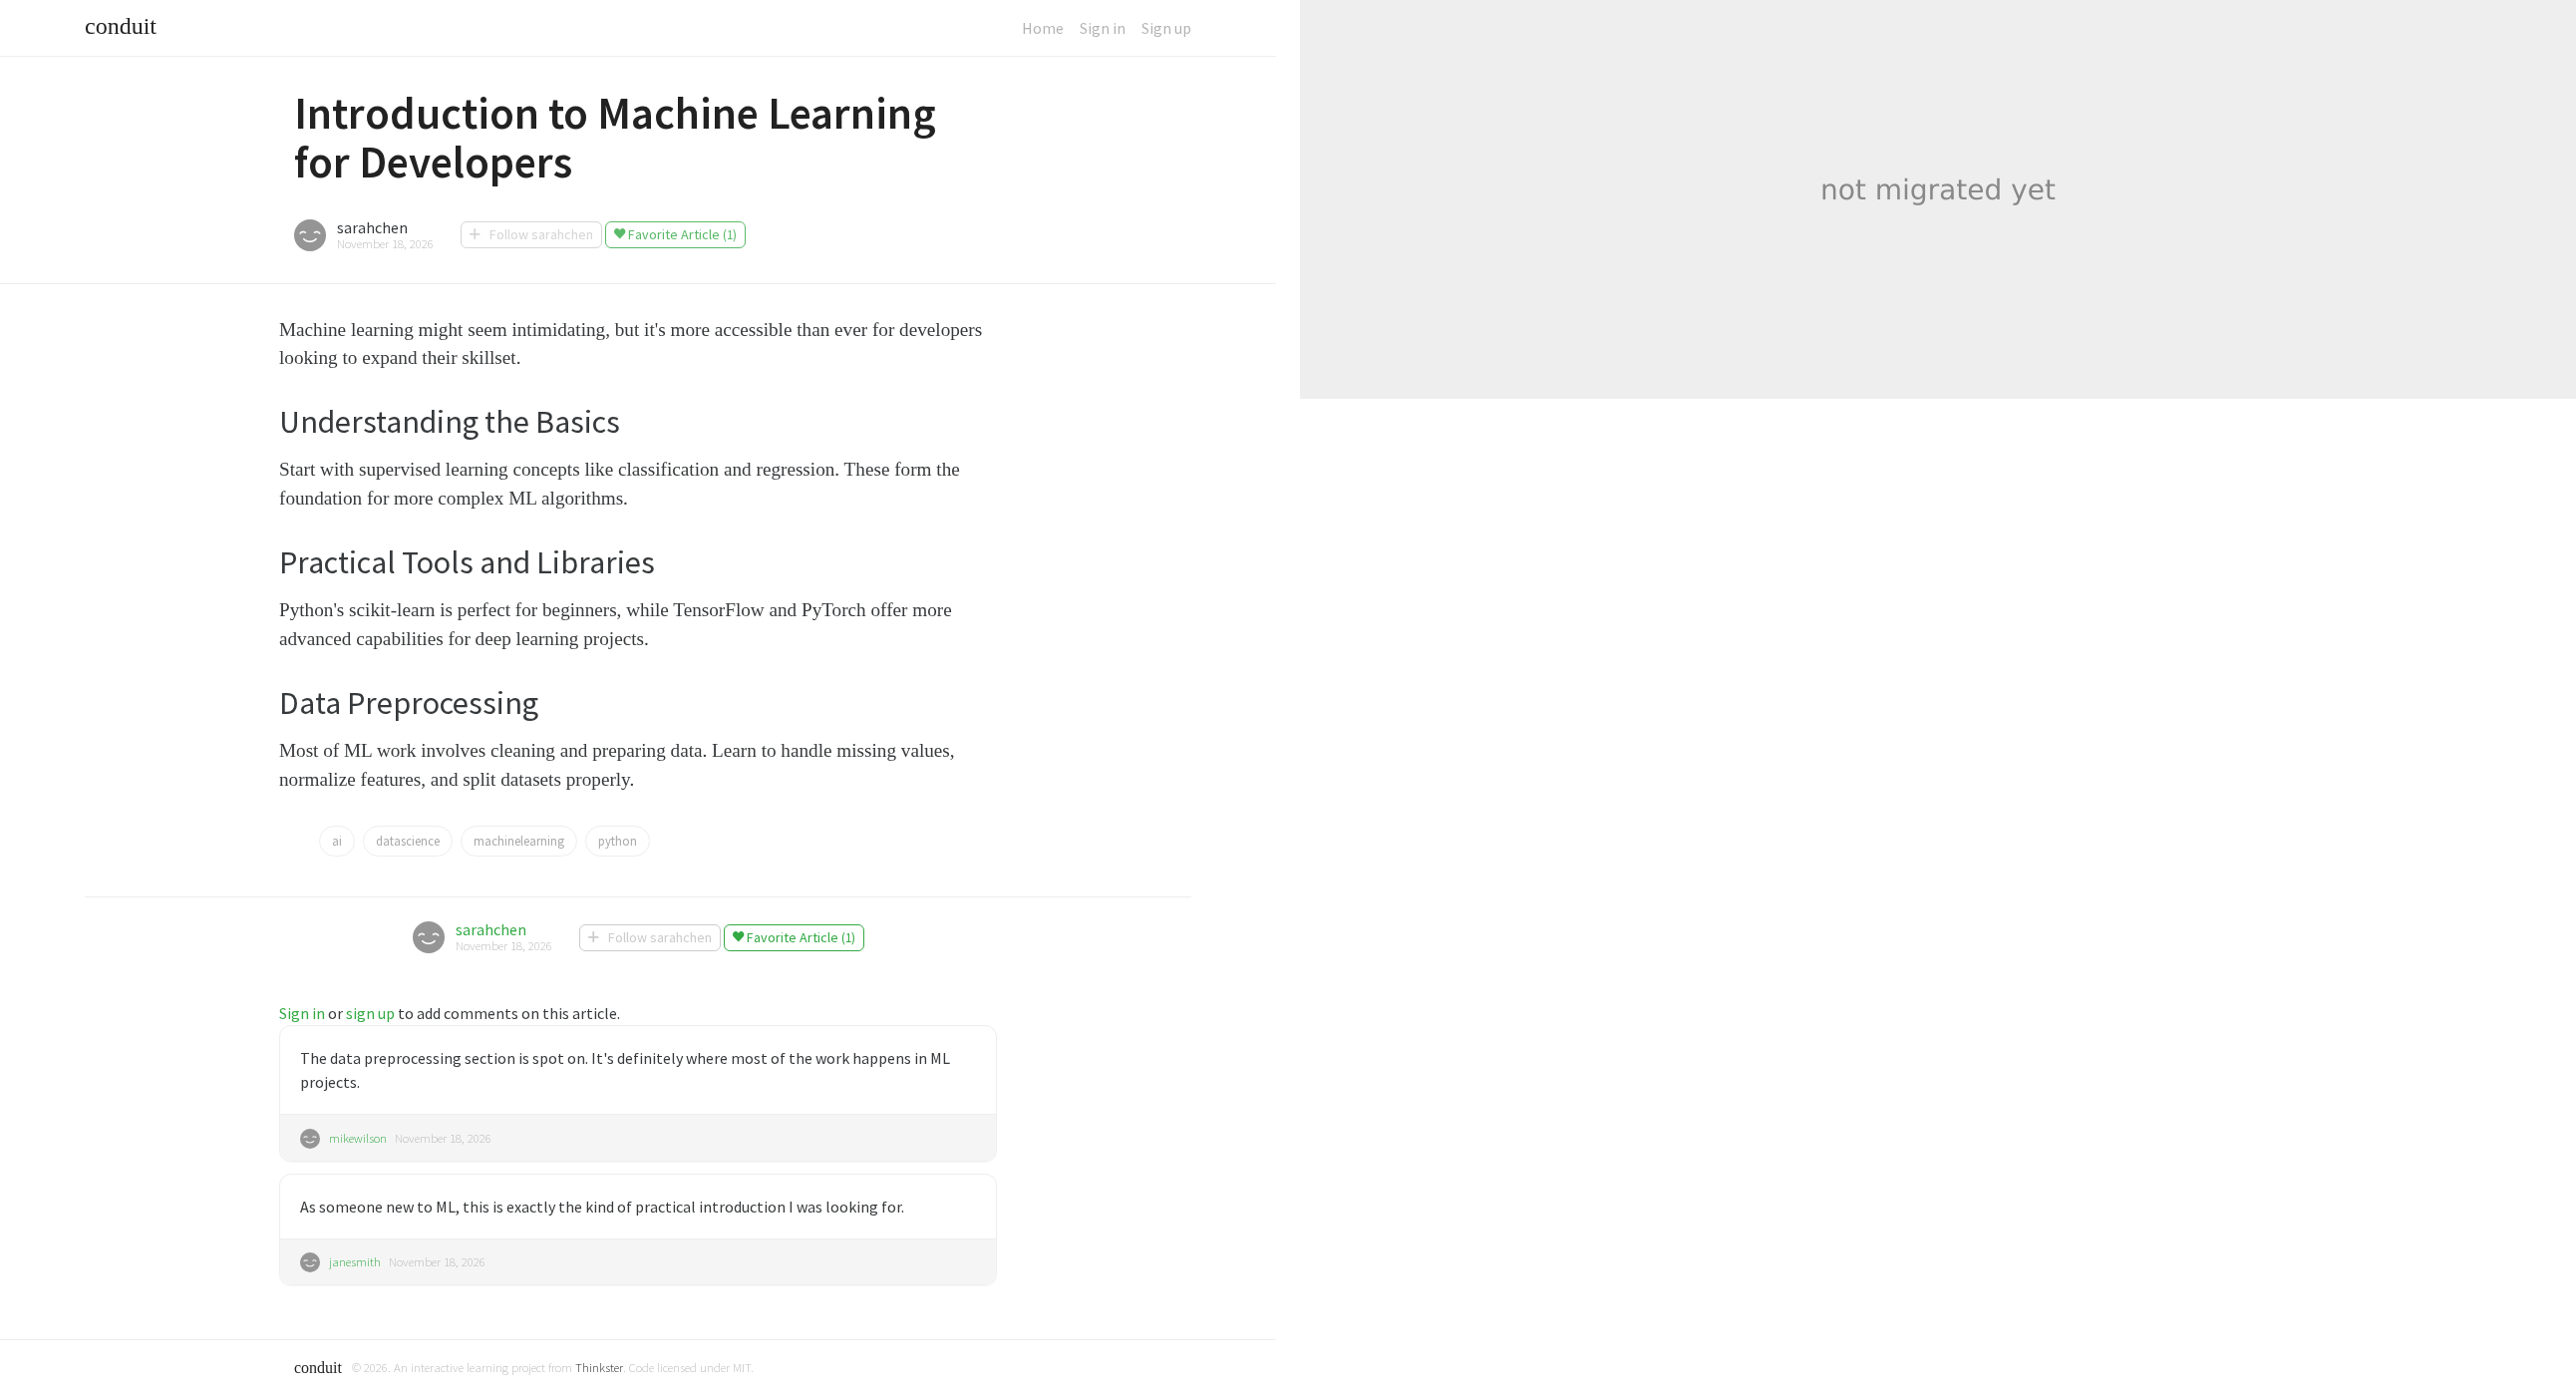 conduit
Home Sign in Sign up
Introduction to Machine Learning
for Developers
sarahchen
November 18, 2026
Follow sarahchen
Favorite Article (1)
Machine learning might seem intimidating, but it's more accessible than ever for developers
looking to expand their skillset.
Understanding the Basics
Start with supervised learning concepts like classification and regression. These form the
foundation for more complex ML algorithms.
Practical Tools and Libraries
Python's scikit-learn is perfect for beginners, while TensorFlow and PyTorch offer more
advanced capabilities for deep learning projects.
Data Preprocessing
Most of ML work involves cleaning and preparing data. Learn to handle missing values,
normalize features, and split datasets properly.
ai datascience machinelearning python
sarahchen
November 18, 2026
Follow sarahchen
Favorite Article (1)
Sign in or sign up to add comments on this article.
The data preprocessing section is spot on. It's definitely where most of the work happens in ML
projects.
mikewilson November 18, 2026
As someone new to ML, this is exactly the kind of practical introduction I was looking for.
janesmith November 18, 2026
conduit © 2026. An interactive learning project from Thinkster. Code licensed under MIT.
not migrated yet